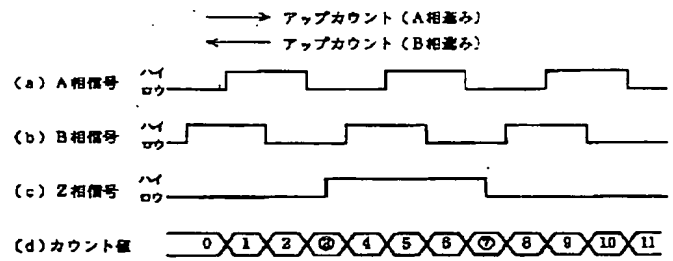 アップカウント(A相進み)
アップカウント(B相進み)
(a)A相信号 ハイ ロウ
(b)B相信号 ハイ ロウ
(c)Z相信号 ハイ ロウ
(d)カウント値 0 1 2 ③ 4 5 6 ⑦ 8 9 10 11